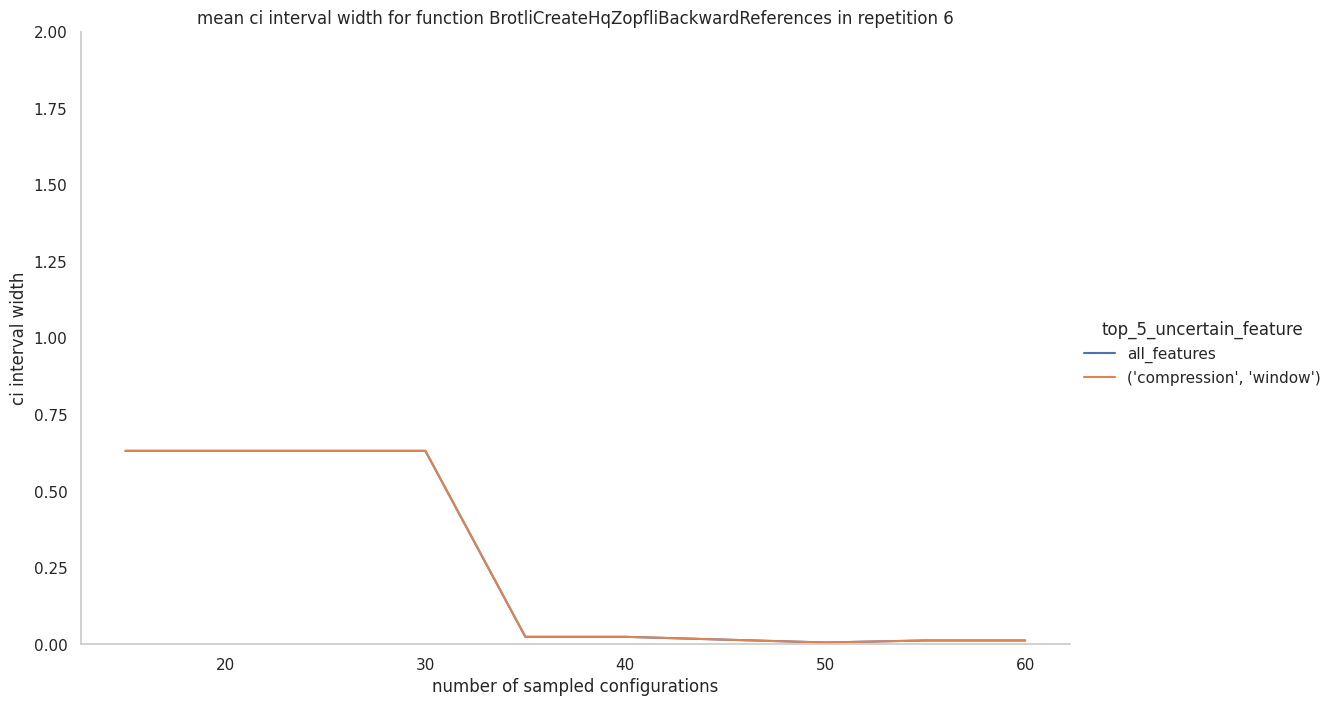 mean ci interval width for function BrotliCreateHqZopfliBackwardReferences in repetition 6
2.00
1.75
1.50
1.25
1.00
0.75
0.50
0.25
0.00
ci interval width
20
30
40
50
60
number of sampled configurations
top_5_uncertain_feature
all_features
('compression', 'window')